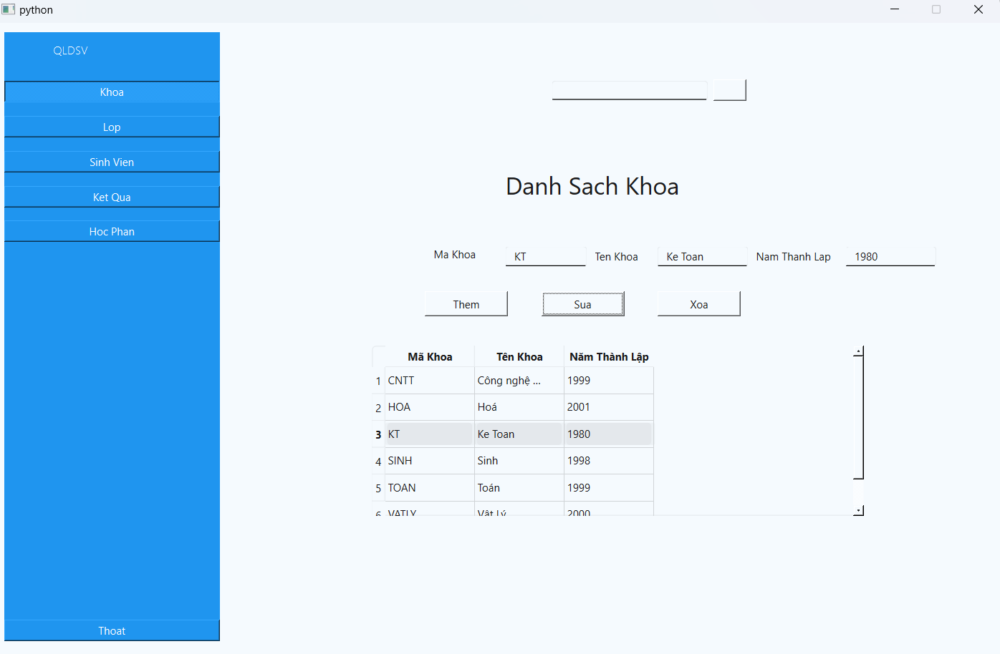 python
QLDSV
Khoa
Lop
Sinh Vien
Ket Qua
Hoc Phan
Thoat
Danh Sach Khoa
Ma Khoa KT Ten Khoa Ke Toan Nam Thanh Lap 1980
Them Sua Xoa
Mã Khoa Tên Khoa Năm Thành Lập
1 CNTT Công nghệ ... 1999
2 HOA Hoá 2001
3 KT Ke Toan 1980
4 SINH Sinh 1998
5 TOAN Toán 1999
6 VATLY Vật Lý 2000